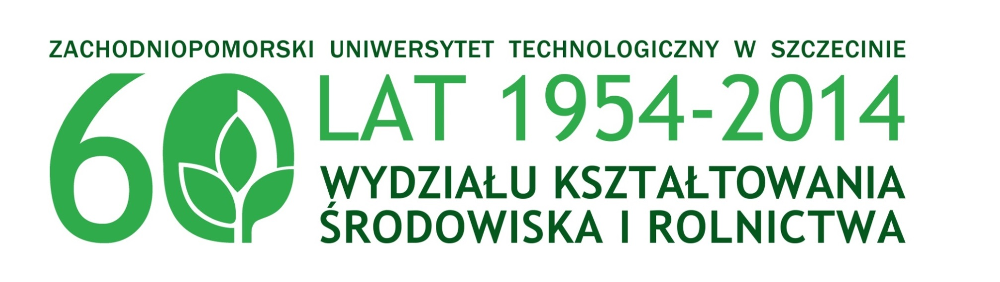 ZACHODNIOPOMORSKI UNIWERSYTET TECHNOLOGICZNY W SZCZECINIE
60 LAT 1954-2014
WYDZIAŁU KSZTAŁTOWANIA
ŚRODOWISKA I ROLNICTWA